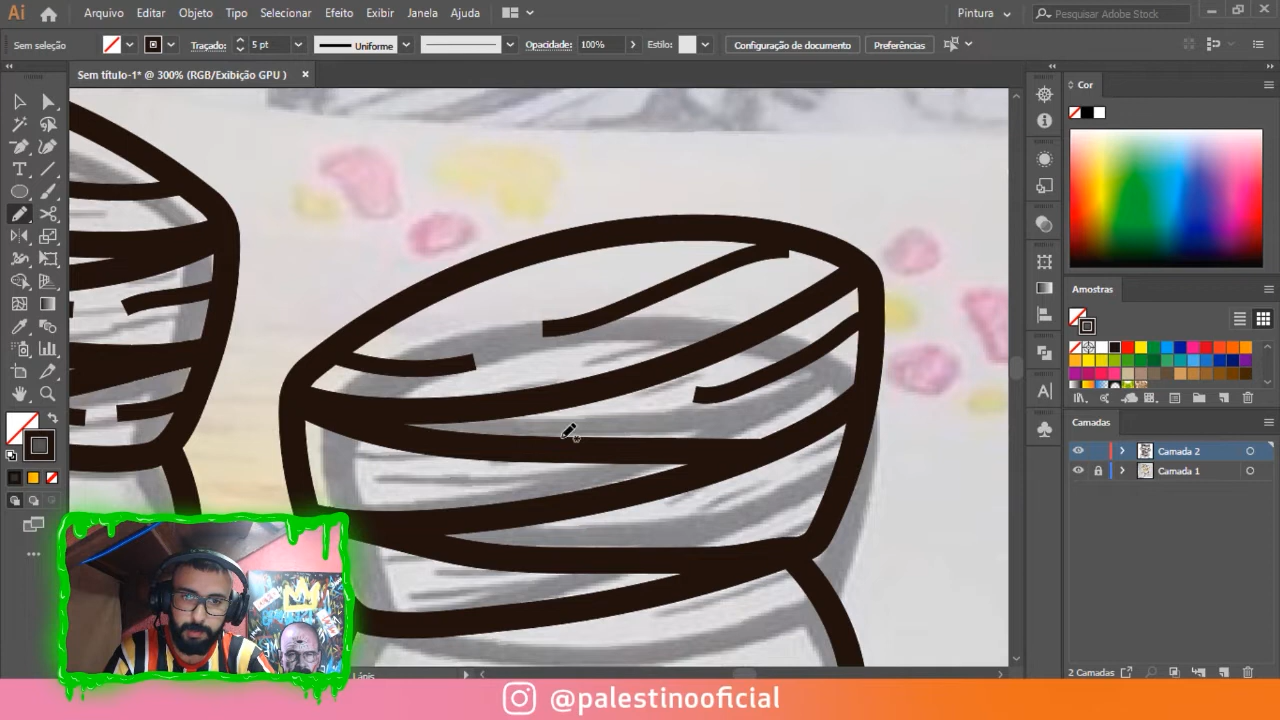 Ai Arquivo Editar Objeto Tipo Selecionar Efeito Exibir Janela Ajuda Pintura Pesquisar Adobe Stock
Sem seleção Traçado: 5 pt Uniforme Opacidade: 100% Estilo: Configuração de documento Preferências
Sem título-1* @ 300% (RGB/Exibição GPU )
Cor
Amostras
Camadas
Camada 2
Camada 1
Lápis
2 Camadas
@palestinooficial